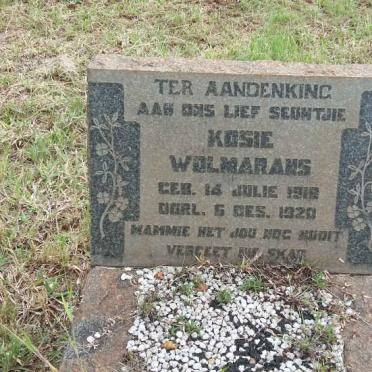 TER AANDENKING
AAN ONS LIEF SEUNTJIE
KOSIE
WOLMARANS
GEB. 14 JULIE 1918
OORL. 6 DES. 1920
MAMMIE HET JOU NOG NOOIT
VERGEET NIE SKAT